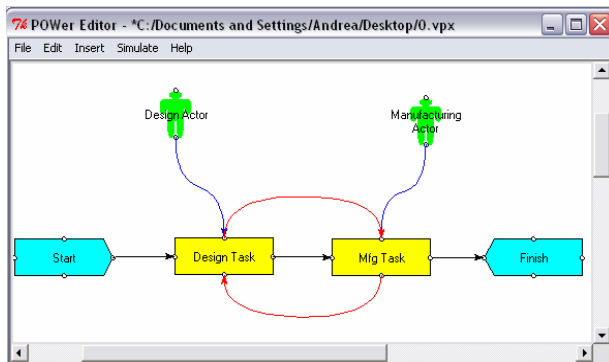 POWer Editor - *C:/Documents and Settings/Andrea/Desktop/0.vpx
File Edit Insert Simulate Help
Design Actor
Manufacturing
Actor
Start
Design Task
Mfg Task
Finish